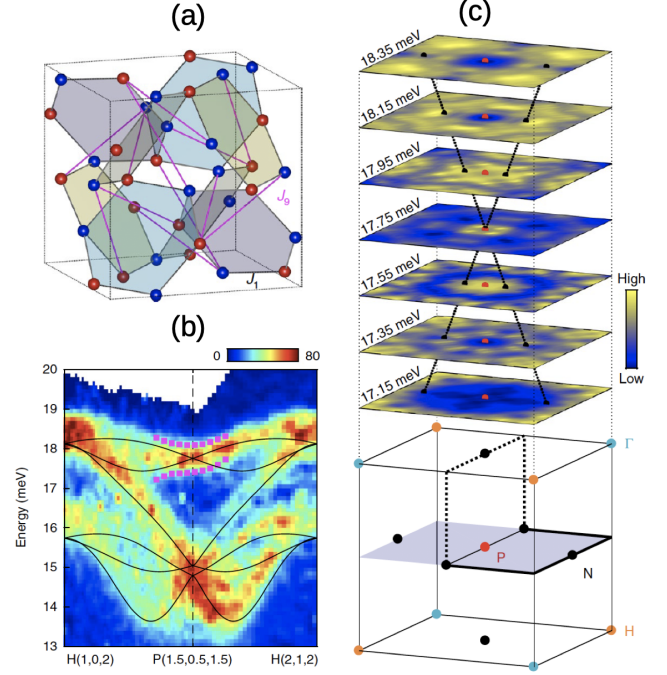 (a)
J9
J1
(b)
0
80
20
19
18
17
16
15
14
13
Energy (meV)
H(1,0,2)
P(1.5,0.5,1.5)
H(2,1.2)
(c)
18.35 meV
18.15 meV
17.95 meV
17.75 meV
17.55 meV
17.35 meV
17.15 meV
High
Low
Γ
P
N
H